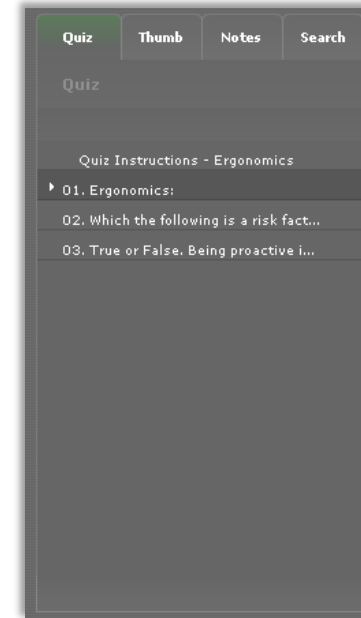 Quiz Thumb Notes Search
Quiz
Quiz Instructions - Ergonomics
01. Ergonomics:
02. Which the following is a risk fact...
03. True or False. Being proactive i...